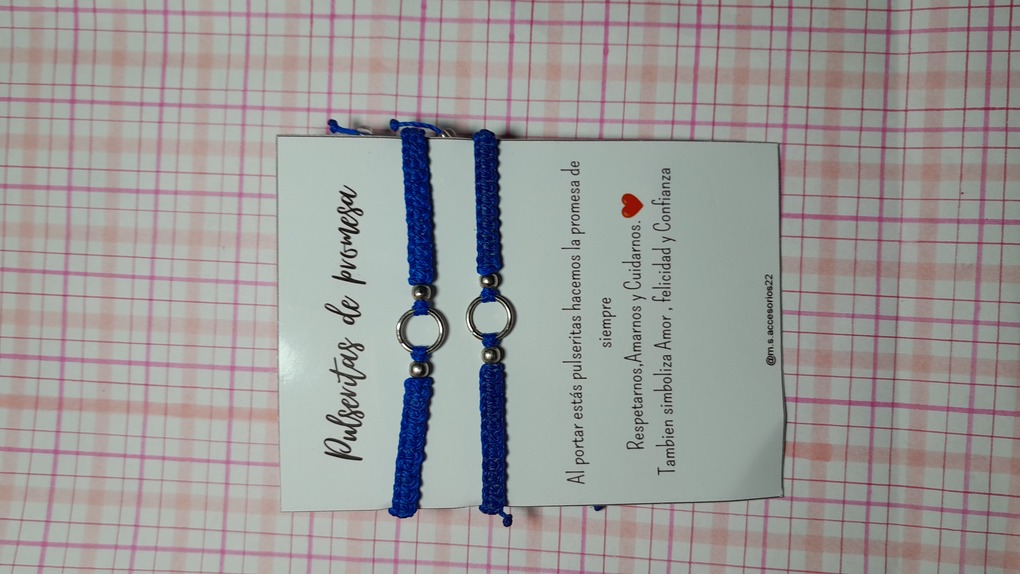 Pulseritas de promesa
Al portar estás pulseritas hacemos la promesa de
siempre
Respetarnos,Amarnos y Cuidarnos.❤️
Tambien simboliza Amor , felicidad y Confianza
@m.s.accesorios22